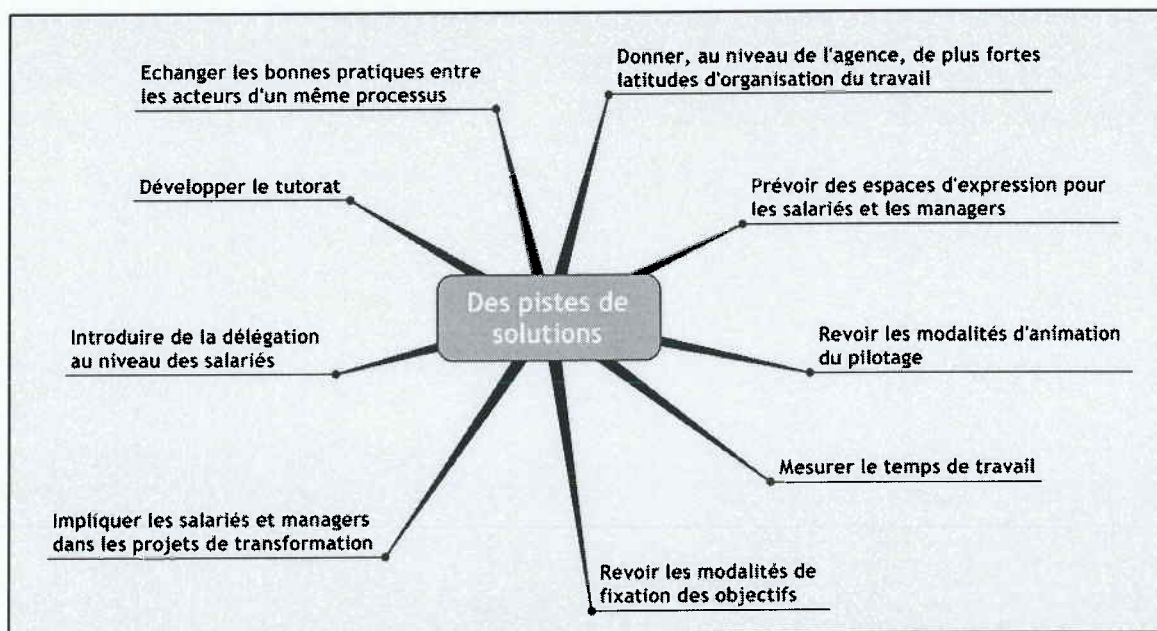 Echanger les bonnes pratiques entre
les acteurs d'un même processus
Donner, au niveau de l'agence, de plus fortes
latitudes d'organisation du travail
Développer le tutorat
Prévoir des espaces d'expression pour
les salariés et les managers
Des pistes de
solutions
Introduire de la délégation
au niveau des salariés
Revoir les modalités d'animation
du pilotage
Mesurer le temps de travail
Impliquer les salariés et managers
dans les projets de transformation
Revoir les modalités de
fixation des objectifs